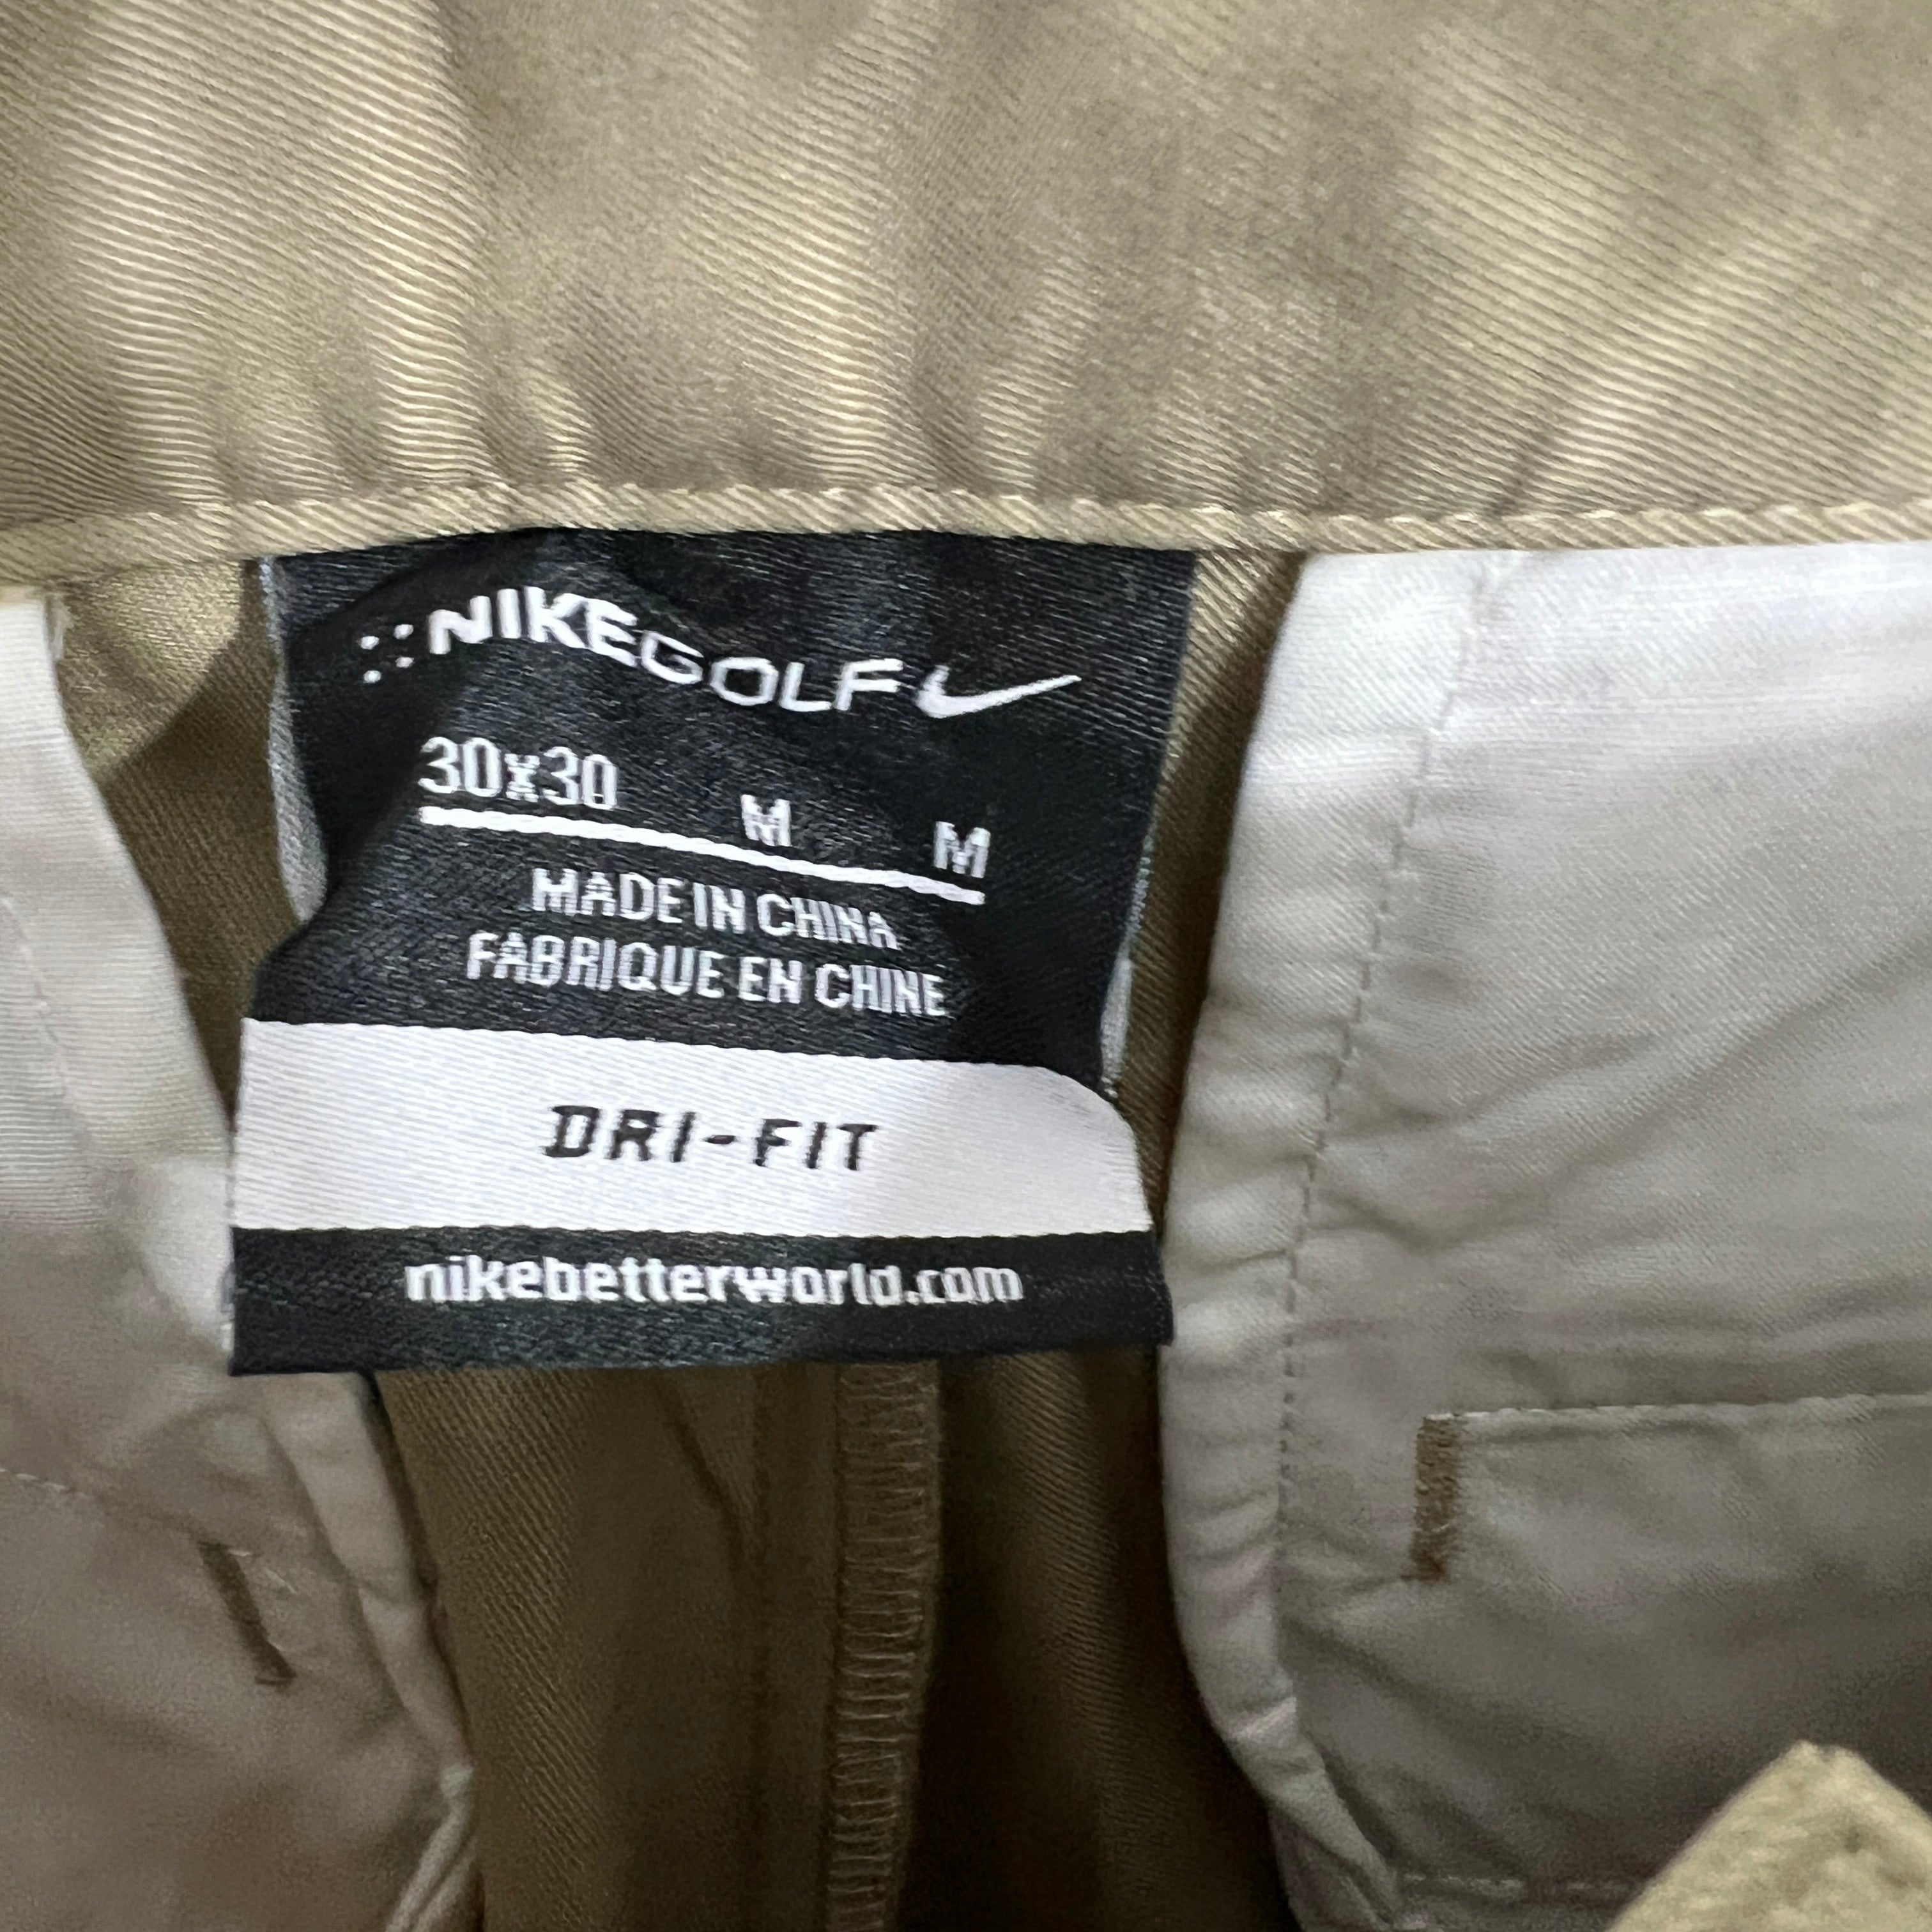 NIKEGOLF
30x30 M M
MADE IN CHINA
FABRIQUE EN CHINE
DRI-FIT
nikebetterworld.com